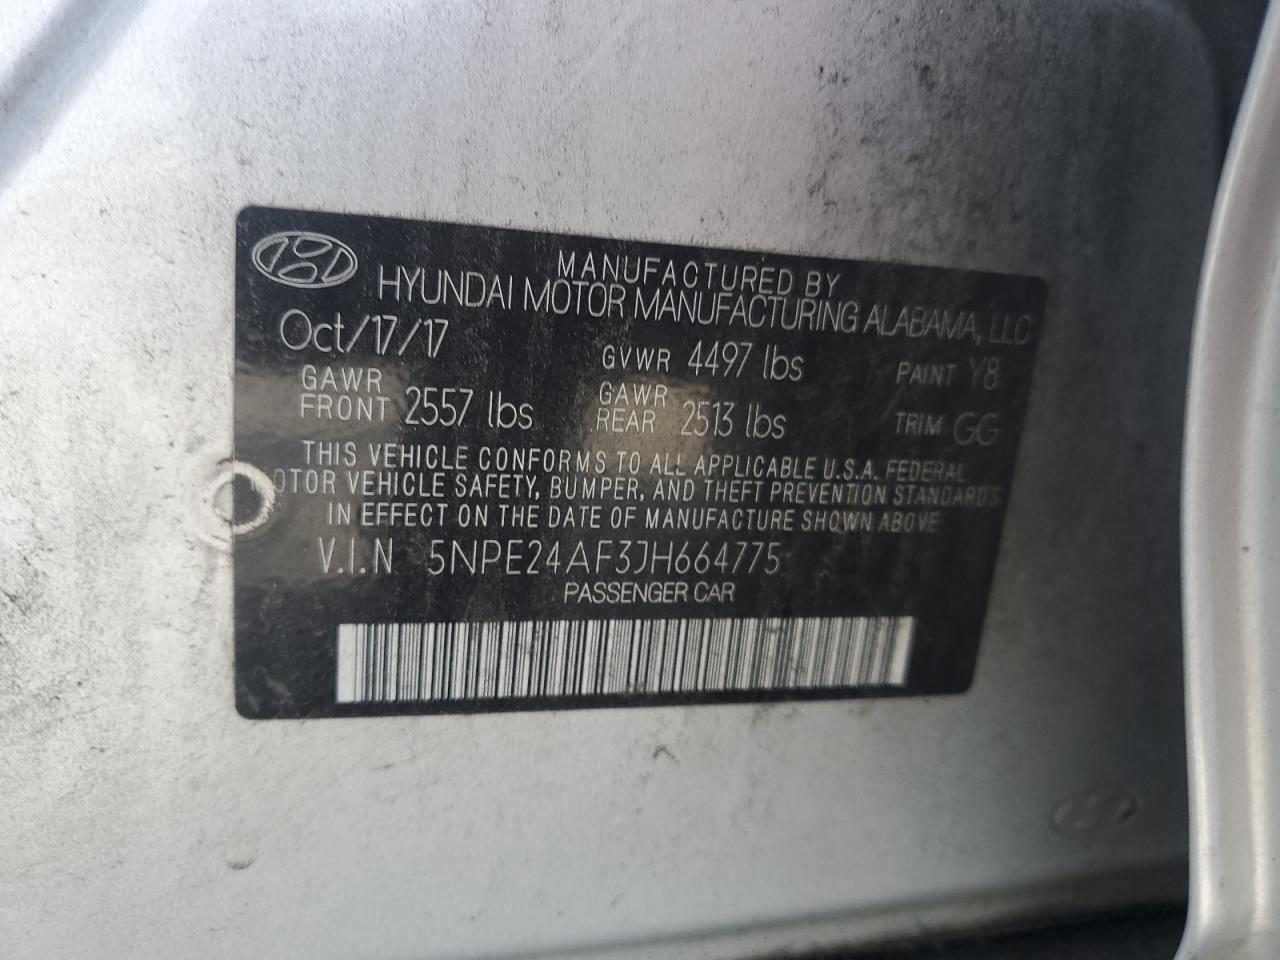 MANUFACTURED BY
HYUNDAI MOTOR MANUFACTURING ALABAMA, LLC
Oct/17/17 GVWR 4497 lbs PAINT Y8
GAWR FRONT 2557 lbs GAWR REAR 2513 lbs TRIM GG
THIS VEHICLE CONFORMS TO ALL APPLICABLE U.S.A. FEDERAL
OTOR VEHICLE SAFETY, BUMPER, AND THEFT PREVENTION STANDARDS
IN EFFECT ON THE DATE OF MANUFACTURE SHOWN ABOVE
V.I.N 5NPE24AF3JH664775
PASSENGER CAR